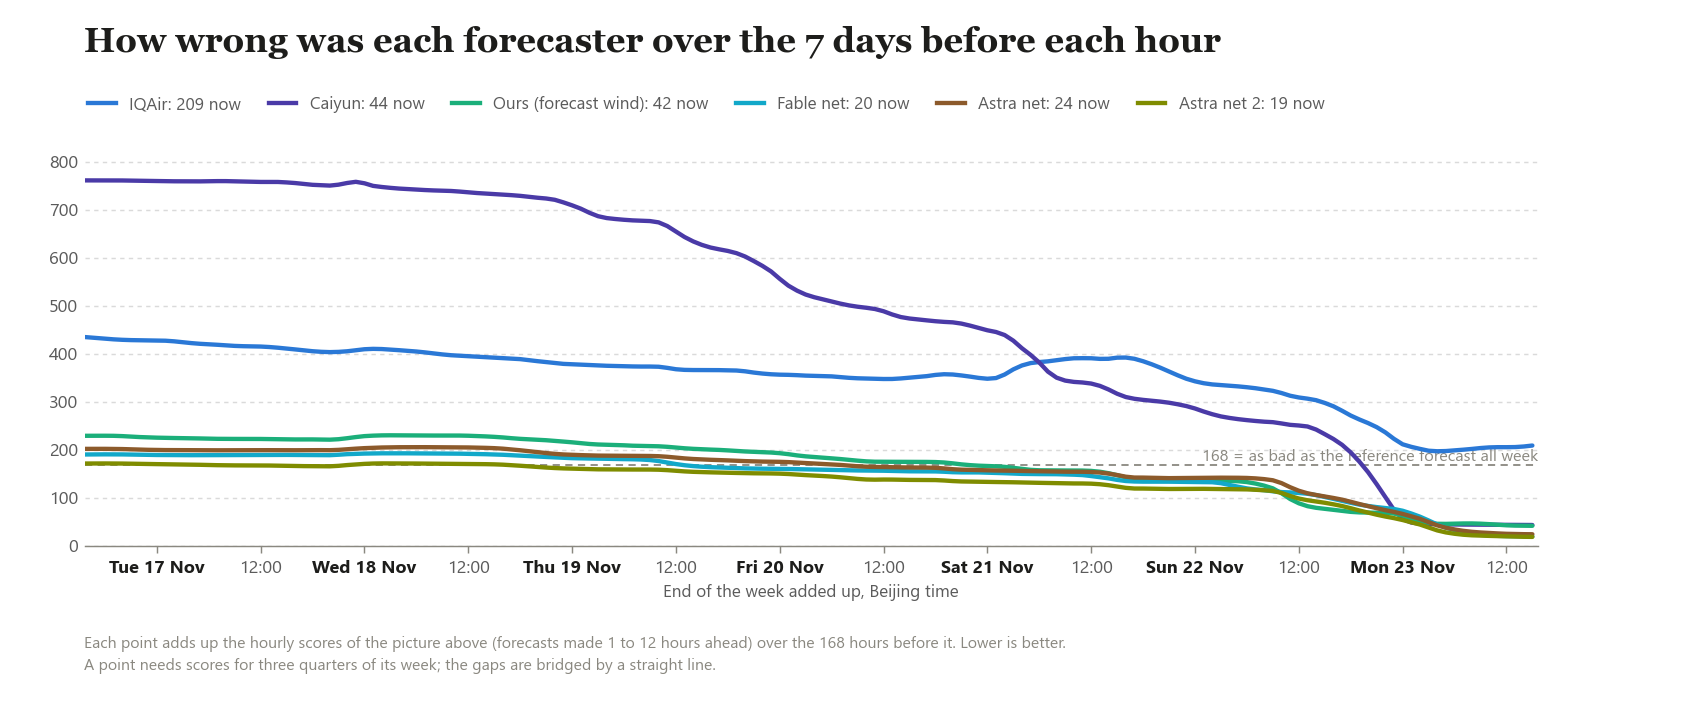 How wrong was each forecaster over the 7 days before each hour
IQAir: 209 now Caiyun: 44 now Ours (forecast wind): 42 now Fable net: 20 now Astra net: 24 now Astra net 2: 19 now
800
700
600
500
400
300
200
168 = as bad as the reference forecast all week
100
0
Tue 17 Nov 12:00 Wed 18 Nov 12:00 Thu 19 Nov 12:00 Fri 20 Nov 12:00 Sat 21 Nov 12:00 Sun 22 Nov 12:00 Mon 23 Nov 12:00
End of the week added up, Beijing time
Each point adds up the hourly scores of the picture above (forecasts made 1 to 12 hours ahead) over the 168 hours before it. Lower is better.
A point needs scores for three quarters of its week; the gaps are bridged by a straight line.